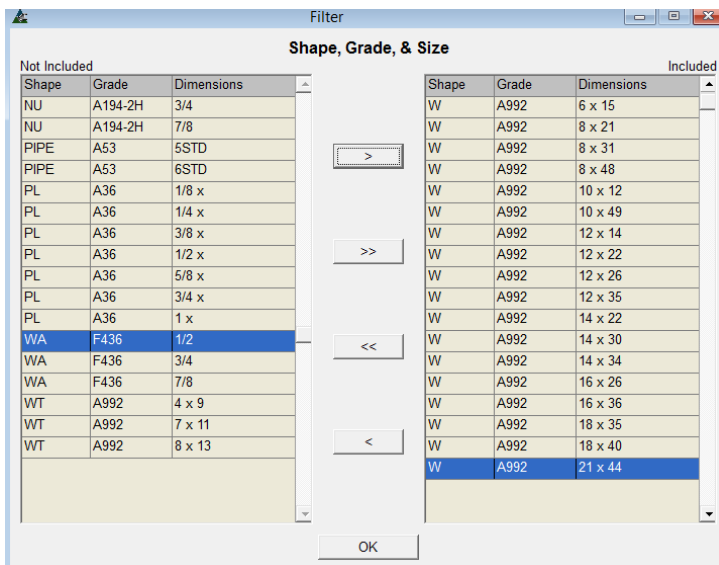 Filter
Shape, Grade, & Size
Not Included
Shape Grade Dimensions
NU A194-2H 3/4
NU A194-2H 7/8
PIPE A53 5STD
PIPE A53 6STD
PL A36 1/8 x
PL A36 1/4 x
PL A36 3/8 x
PL A36 1/2 x
PL A36 5/8 x
PL A36 3/4 x
PL A36 1 x
WA F436 1/2
WA F436 3/4
WA F436 7/8
WT A992 4 x 9
WT A992 7 x 11
WT A992 8 x 13
>
>>
<<
<
Included
Shape Grade Dimensions
W A992 6 x 15
W A992 8 x 21
W A992 8 x 31
W A992 8 x 48
W A992 10 x 12
W A992 10 x 49
W A992 12 x 14
W A992 12 x 22
W A992 12 x 26
W A992 12 x 35
W A992 14 x 22
W A992 14 x 30
W A992 14 x 34
W A992 16 x 26
W A992 16 x 36
W A992 18 x 35
W A992 18 x 40
W A992 21 x 44
OK